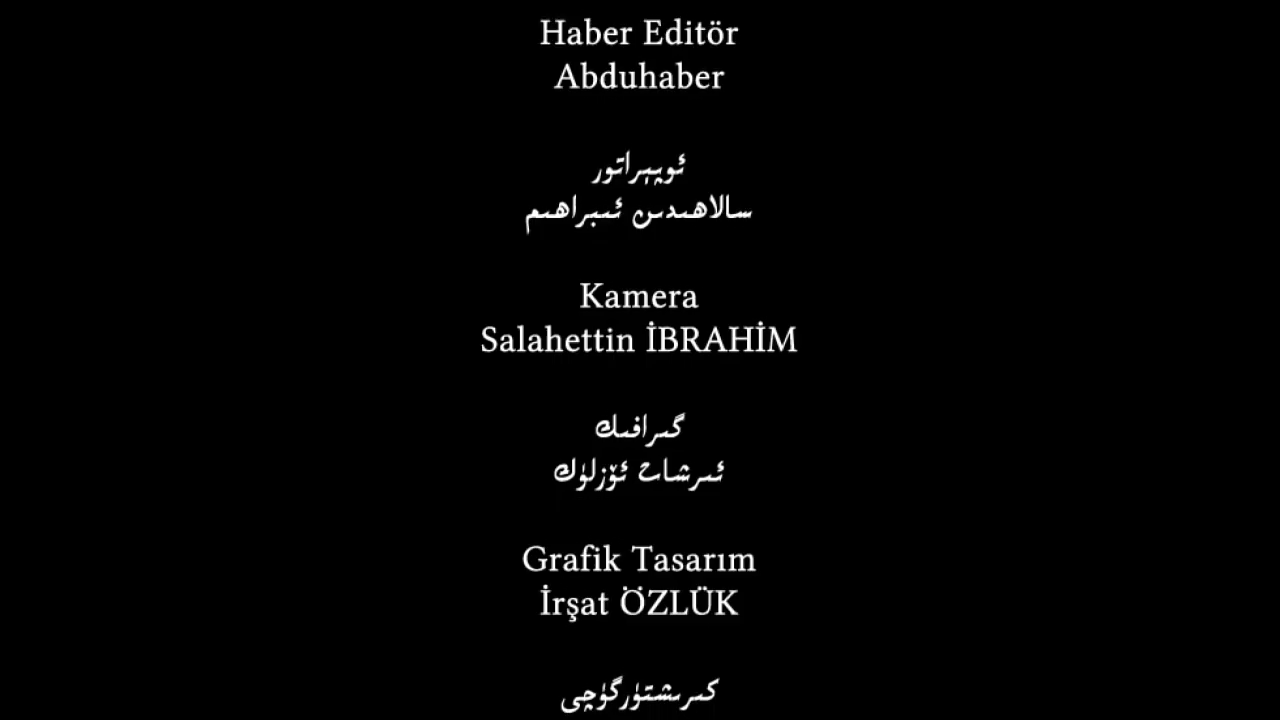 Haber Editör
Abduhaber
ئوپېراتور
سالاھىدىن ئىبراھىم
Kamera
Salahettin İBRAHİM
گىرافىك
ئىرشات ئۆزلۈك
Grafik Tasarım
İrşat ÖZLÜK
كىرىشتۈرگۈچى